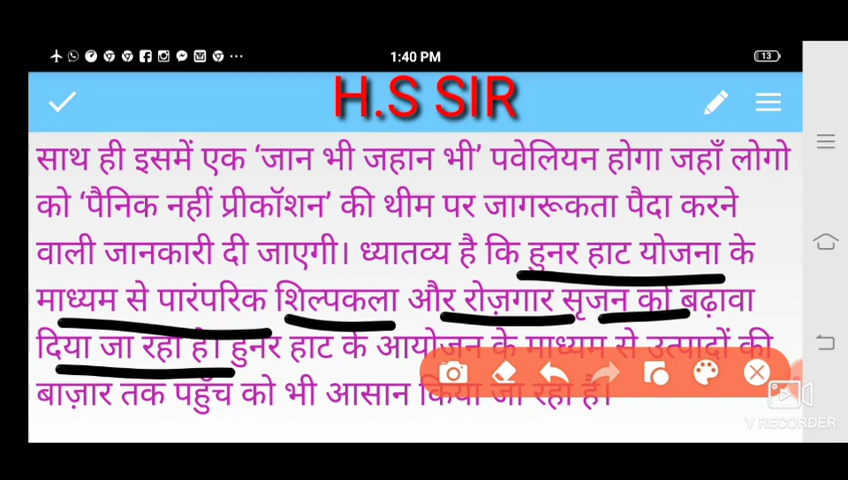 1:40 PM
13
H.S SIR
साथ ही इसमें एक ‘जान भी जहान भी’ पवेलियन होगा जहाँ लोगो
को ‘पैनिक नहीं प्रीकॉशन’ की थीम पर जागरूकता पैदा करने
वाली जानकारी दी जाएगी। ध्यातव्य है कि हुनर हाट योजना के
माध्यम से पारंपरिक शिल्पकला और रोज़गार सृजन को बढ़ावा
दिया जा रहा है। हुनर हाट के आयोजन के माध्यम से उत्पादों की
बाज़ार तक पहुँच को भी आसान किया जा रहा है।
V RECORDER